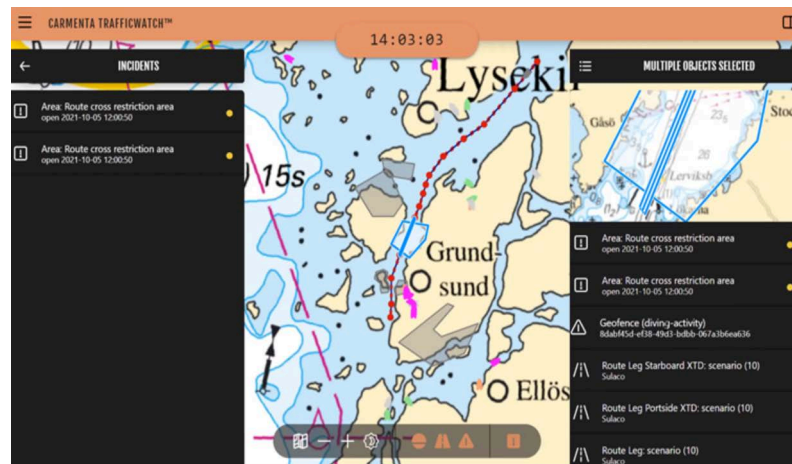 CARMENTA TRAFFICWATCH™
14:03:03
INCIDENTS
Area: Route cross restriction area
open 2021-10-05 12:00:50
Area: Route cross restriction area
open 2021-10-05 12:00:50
Lysekil
15s
Grund-
sund
Ellös
MULTIPLE OBJECTS SELECTED
Gåsö
23₅
Stoc
26
Lerviksb
Area: Route cross restriction area
open 2021-10-05 12:00:50
Area: Route cross restriction area
open 2021-10-05 12:00:50
Geofence (diving-activity)
8dabf45d-ef38-49d3-bdbb-067a3b6ea636
Route Leg Starboard XTD: scenario (10)
Sulaco
Route Leg Portside XTD: scenario (10)
Sulaco
Route Leg: scenario (10)
Sulaco